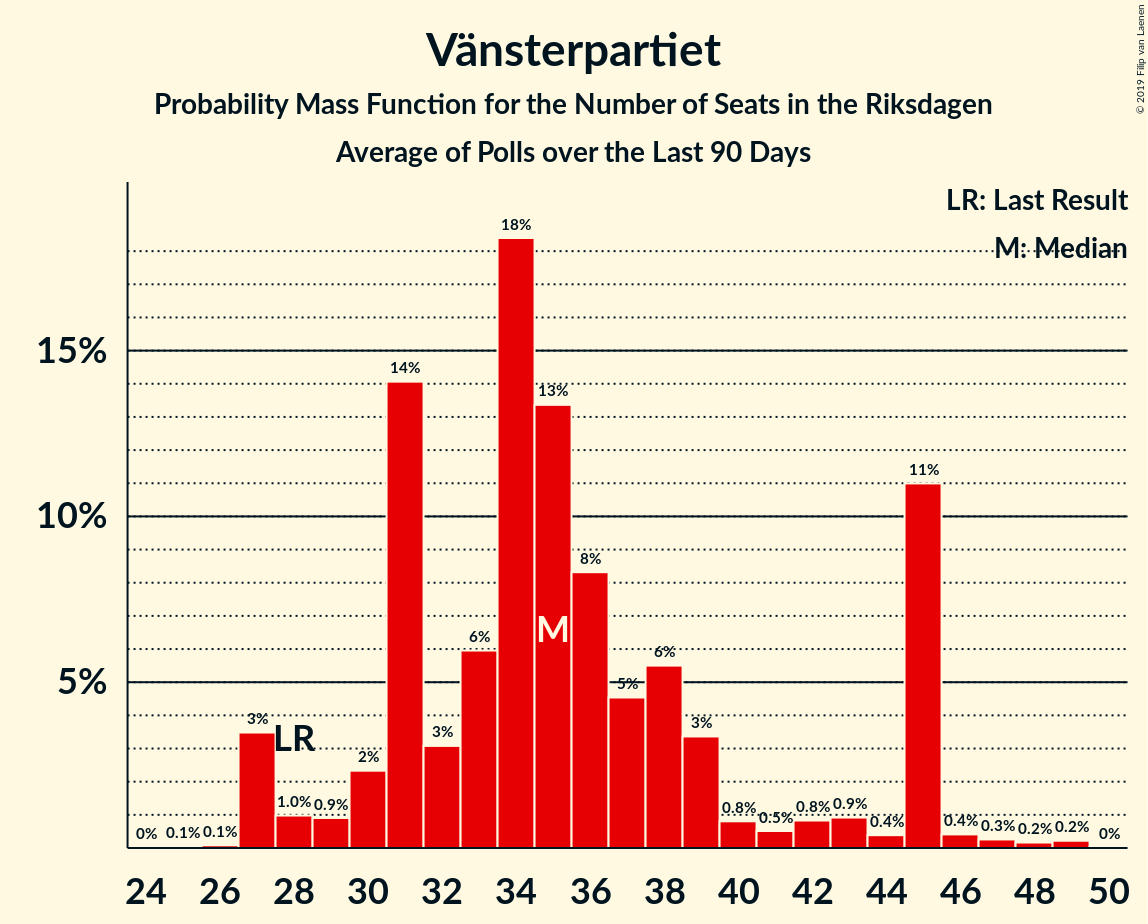 Vänsterpartiet
Probability Mass Function for the Number of Seats in the Riksdagen
Average of Polls over the Last 90 Days
© 2019 Filip van Laenen
LR: Last Result
M: Median
15%
10%
5%
0% 0.1% 0.1% 3% 1.0% 0.9% 2% 14% 3% 6% 18% 13% 8% 5% 6% 3% 0.8% 0.5% 0.8% 0.9% 0.4% 11% 0.4% 0.3% 0.2% 0.2% 0%
LR
M
24 26 28 30 32 34 36 38 40 42 44 46 48 50